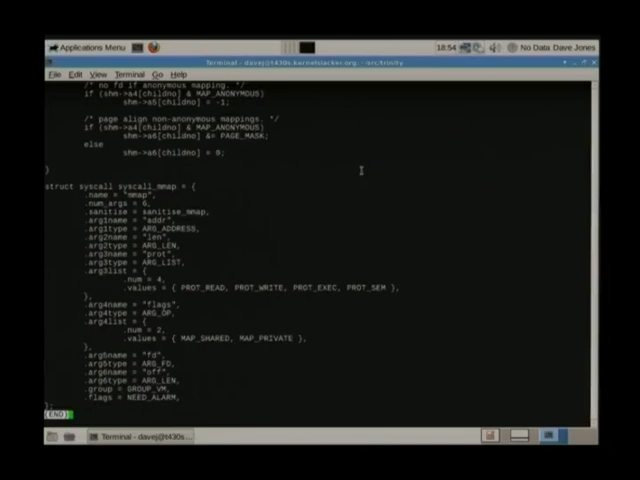 Applications Menu 18:54 No Data Dave Jones
Terminal - davej@t430s.kernelslacker.org: ~/src/trinity
File Edit View Terminal Go Help
/* no fd if anonymous mapping. */
if (shm->a4[childno] & MAP_ANONYMOUS)
shm->a5[childno] = -1;
/* page align non-anonymous mappings. */
if (shm->a4[childno] & MAP_ANONYMOUS)
shm->a6[childno] &= PAGE_MASK;
else
shm->a6[childno] = 0;
}
struct syscall syscall_mmap = {
.name = "mmap",
.num_args = 6,
.sanitise = sanitise_mmap,
.arg1name = "addr",
.arg1type = ARG_ADDRESS,
.arg2name = "len",
.arg2type = ARG_LEN,
.arg3name = "prot",
.arg3type = ARG_LIST,
.arg3list = {
.num = 4,
.values = { PROT_READ, PROT_WRITE, PROT_EXEC, PROT_SEM },
},
.arg4name = "flags",
.arg4type = ARG_OP,
.arg4list = {
.num = 2,
.values = { MAP_SHARED, MAP_PRIVATE },
},
.arg5name = "fd",
.arg5type = ARG_FD,
.arg6name = "off",
.arg6type = ARG_LEN,
.group = GROUP_VM,
.flags = NEED_ALARM,
};
(END)
Terminal - davej@t430s...